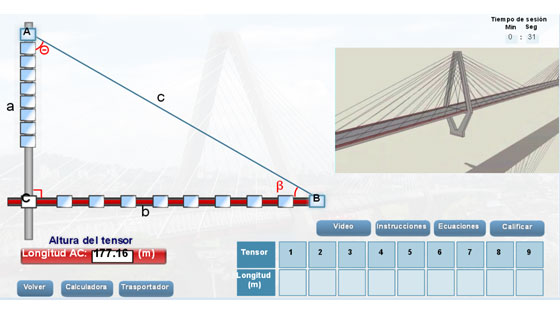 Tiempo de sesión
Min Seg
0 : 31
A
Θ
a
c
β
C
B
b
Altura del tensor
Longitud AC: 177.16 (m)
Video
Instrucciones
Ecuaciones
Calificar
Tensor 1 2 3 4 5 6 7 8 9
Longitud
(m)
Volver
Calculadora
Trasportador